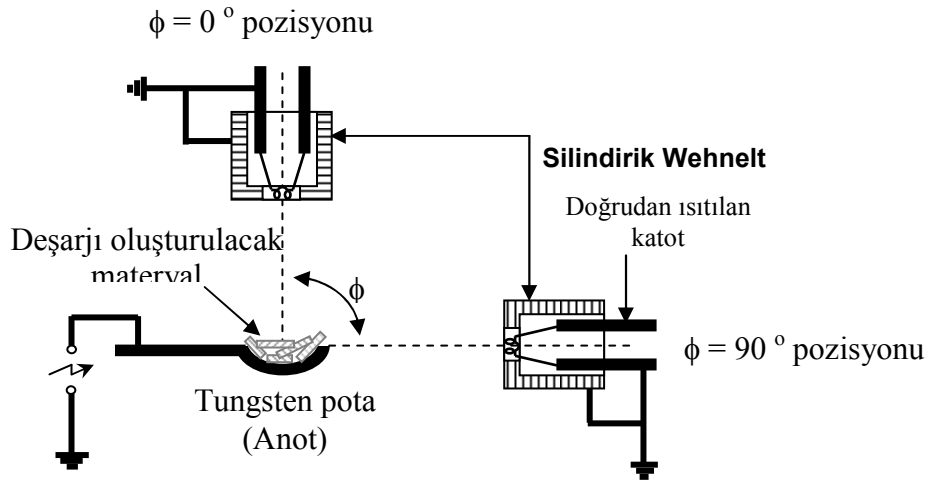 ϕ = 0 ° pozisyonu
Silindirik Wehnelt
Doğrudan ısıtılan
katot
Deşarjı oluşturulacak
materyal
ϕ
ϕ = 90 ° pozisyonu
Tungsten pota
(Anot)